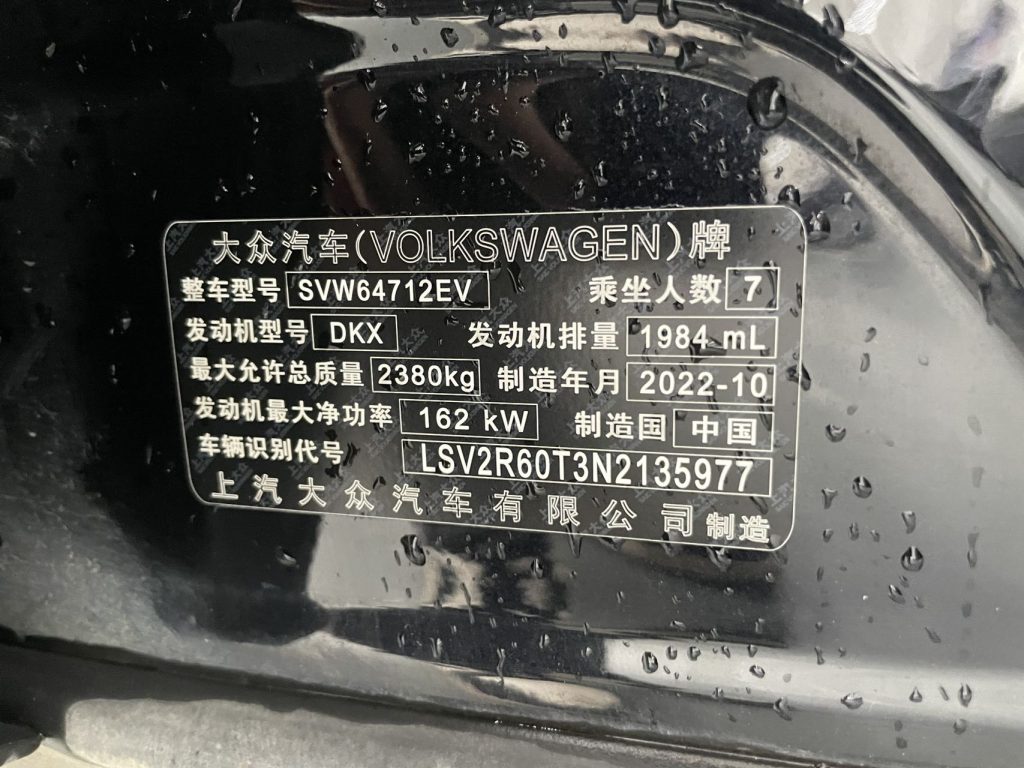 大众汽车(VOLKSWAGEN)牌
整车型号 SVW64712EV 乘坐人数 7
发动机型号 DKX 发动机排量 1984 mL
最大允许总质量 2380kg 制造年月 2022-10
发动机最大净功率 162 kW 制造国 中国
车辆识别代号 LSV2R60T3N2135977
上汽大众汽车有限公司制造